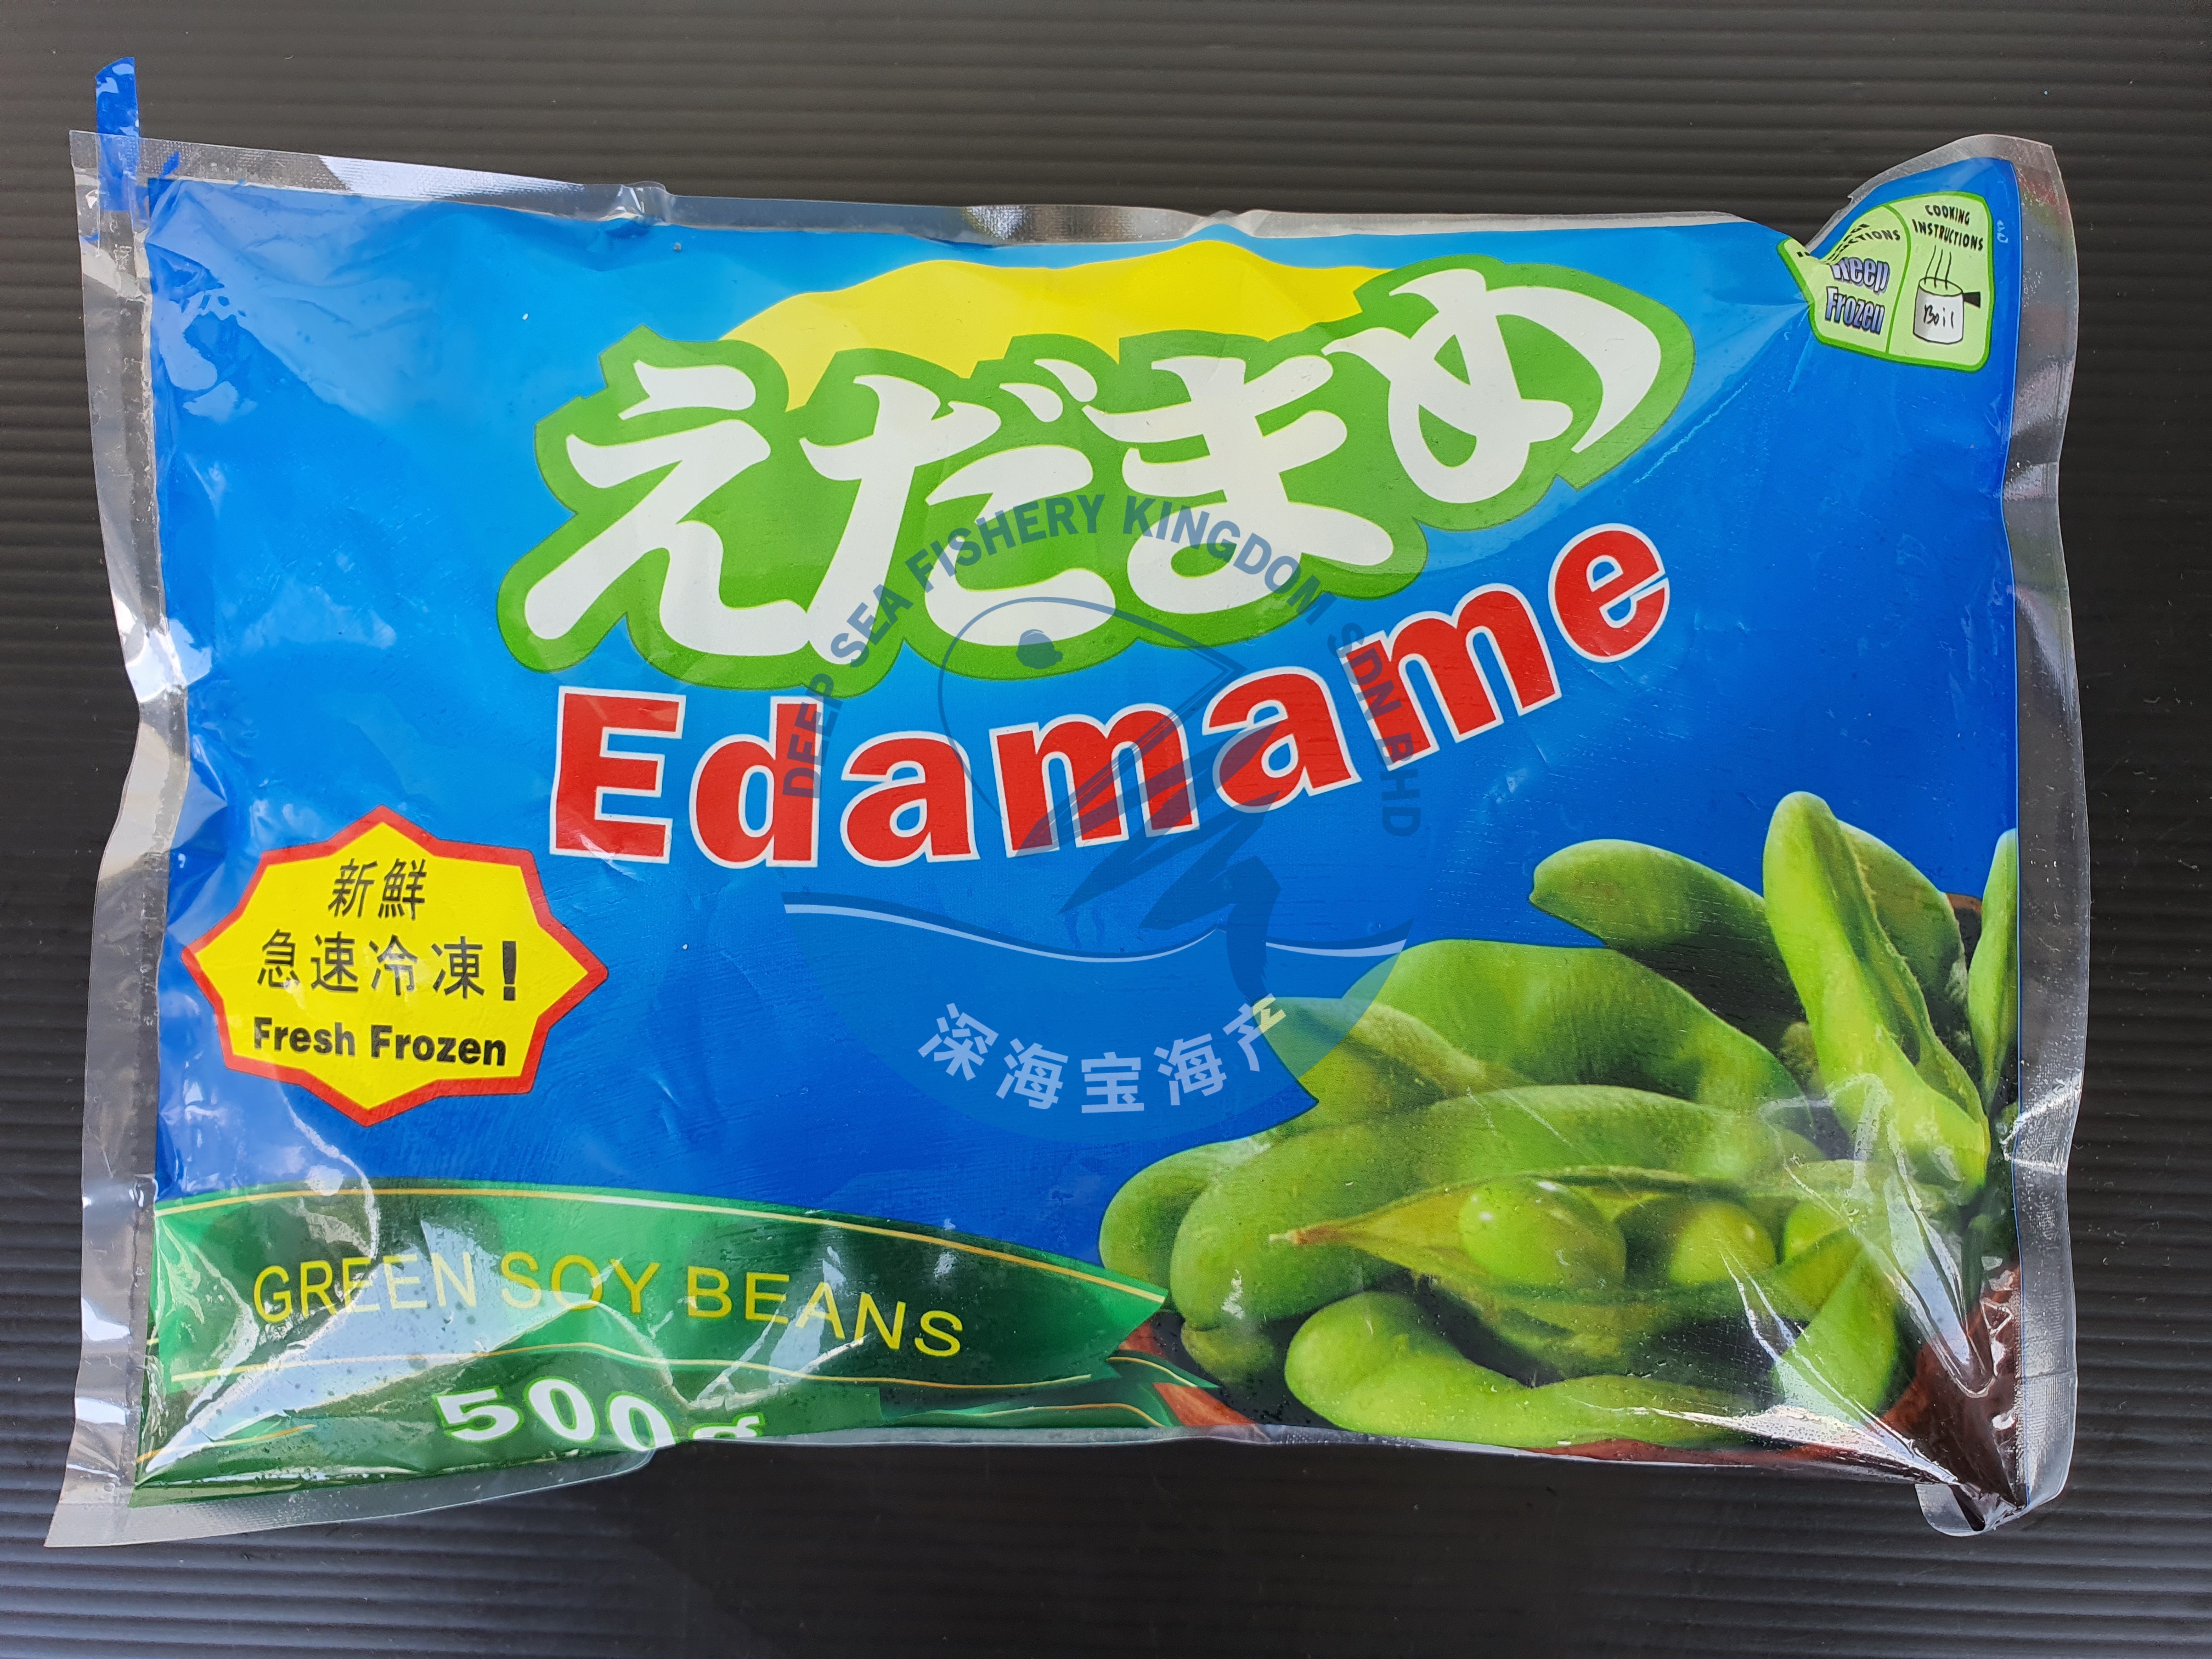 COOKING
INSTRUCTIONS
Keep
Frozen
Boil
えだまめ
Edamame
DEEP SEA FISHERY KINGDOM SDN BHD
深海宝海产
新鮮
急速冷凍!
Fresh Frozen
GREEN SOY BEANS
500g